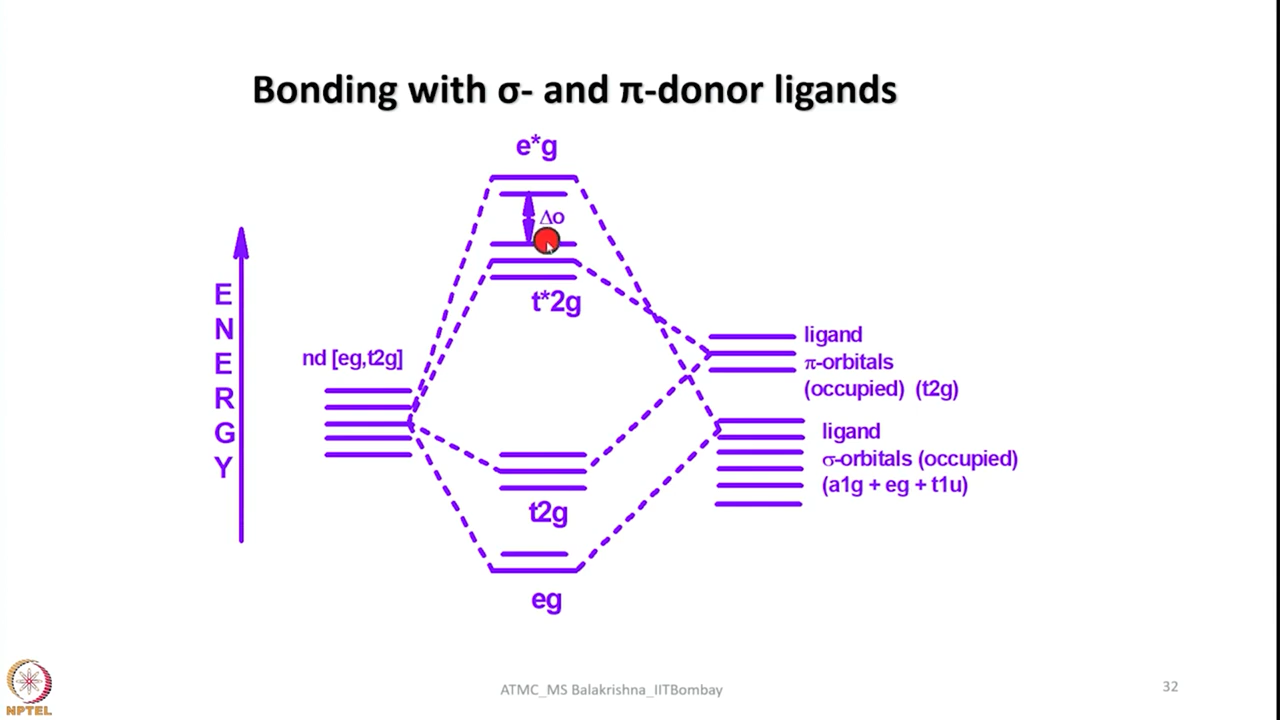 Bonding with σ- and π-donor ligands
e*g
Δo
t*2g
E
N
E
R
G
Y
nd [eg,t2g]
ligand
π-orbitals
(occupied) (t2g)
ligand
σ-orbitals (occupied)
(a1g + eg + t1u)
t2g
eg
NPTEL
ATMC_MS Balakrishna_IITBombay
32